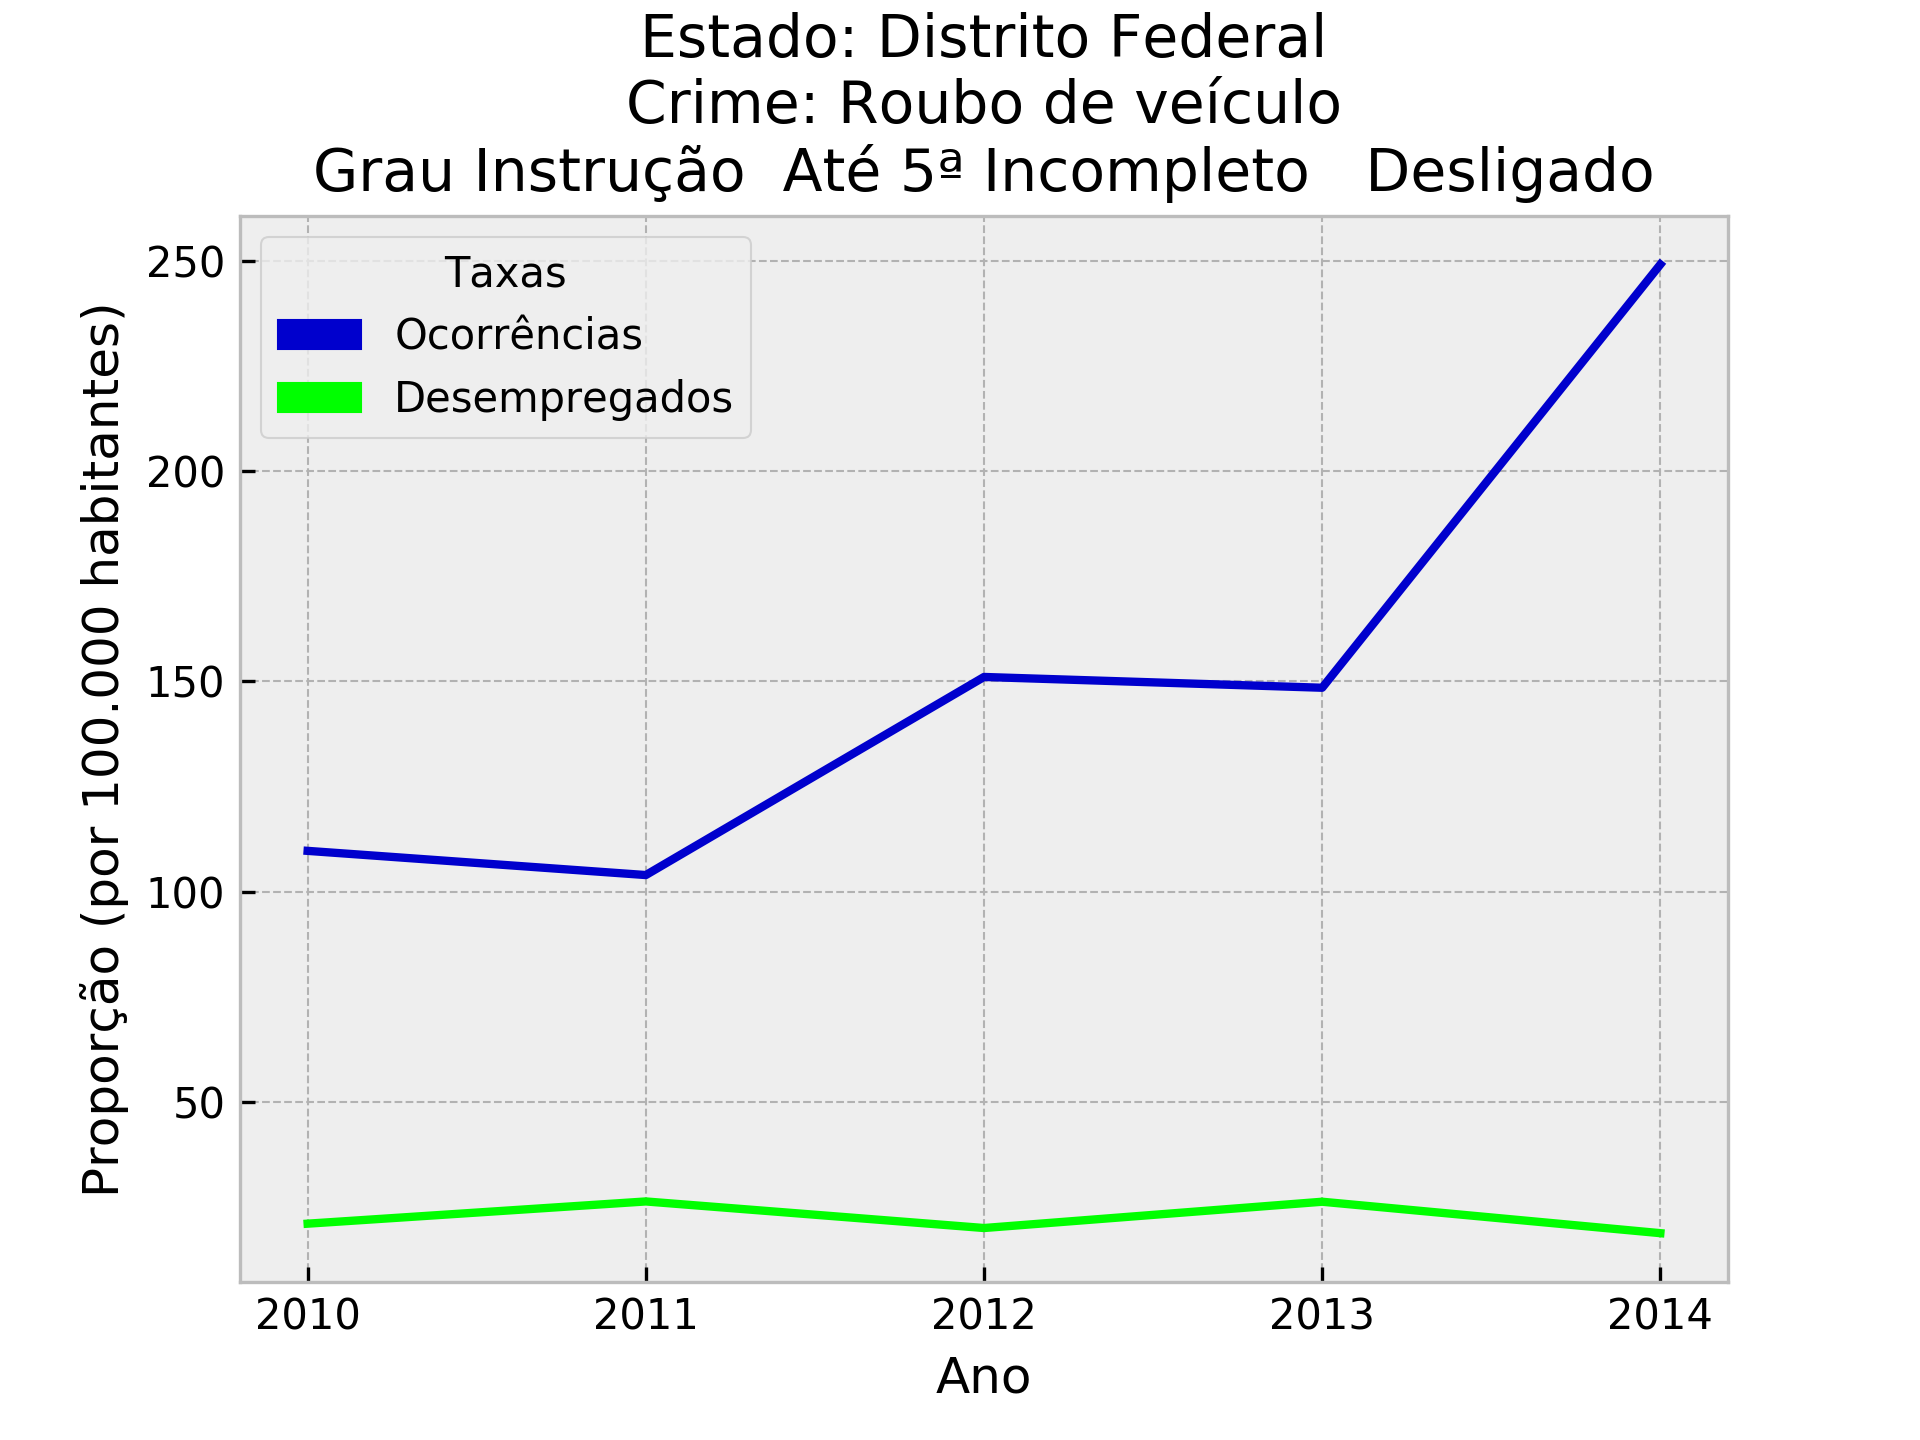 Estado: Distrito Federal
Crime: Roubo de veículo
Grau Instrução  Até 5ª Incompleto   Desligado
Proporção (por 100.000 habitantes)
250
200
150
100
50
Taxas
Ocorrências
Desempregados
2010
2011
2012
2013
2014
Ano